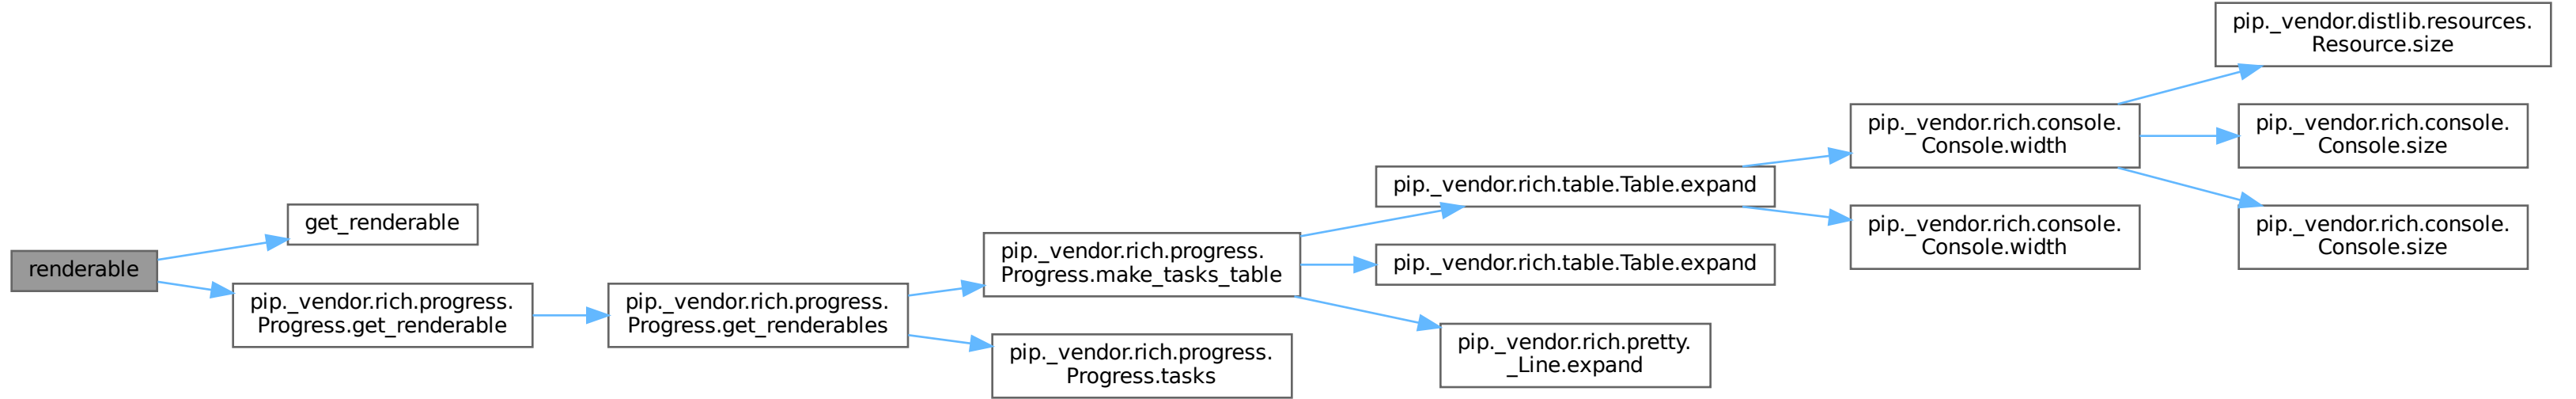 renderable
get_renderable
pip._vendor.rich.progress.
Progress.get_renderable
pip._vendor.rich.progress.
Progress.get_renderables
pip._vendor.rich.progress.
Progress.make_tasks_table
pip._vendor.rich.progress.
Progress.tasks
pip._vendor.rich.table.Table.expand
pip._vendor.rich.table.Table.expand
pip._vendor.rich.pretty.
_Line.expand
pip._vendor.rich.console.
Console.width
pip._vendor.rich.console.
Console.width
pip._vendor.distlib.resources.
Resource.size
pip._vendor.rich.console.
Console.size
pip._vendor.rich.console.
Console.size